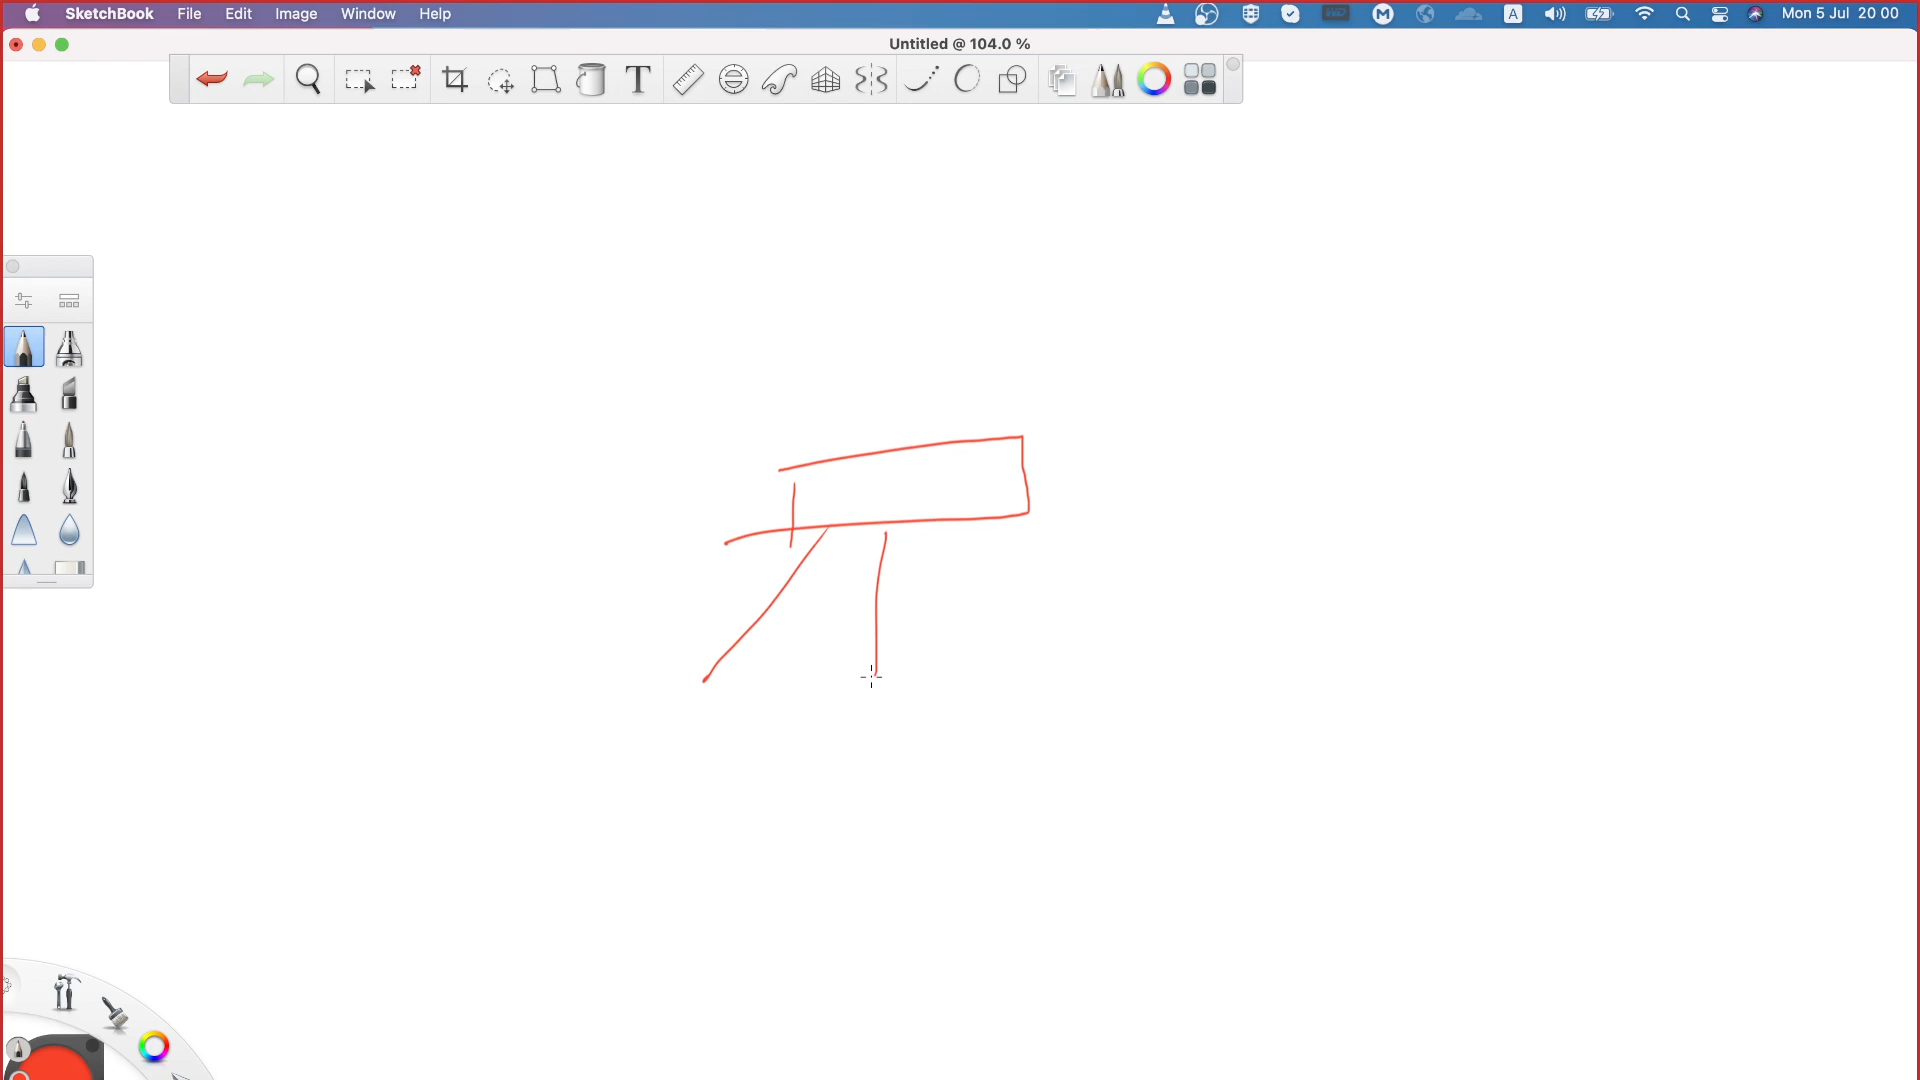 SketchBook File Edit Image Window Help A Mon 5 Jul 20 00
Untitled @ 104.0 %
T